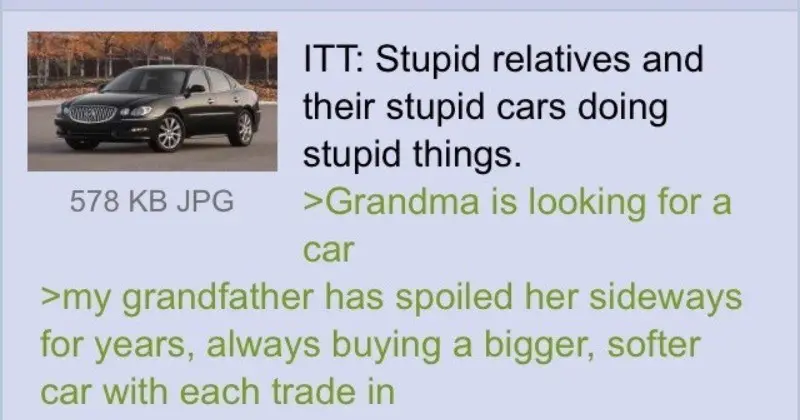 ITT: Stupid relatives and
their stupid cars doing
stupid things.
578 KB JPG
>Grandma is looking for a
car
>my grandfather has spoiled her sideways
for years, always buying a bigger, softer
car with each trade in